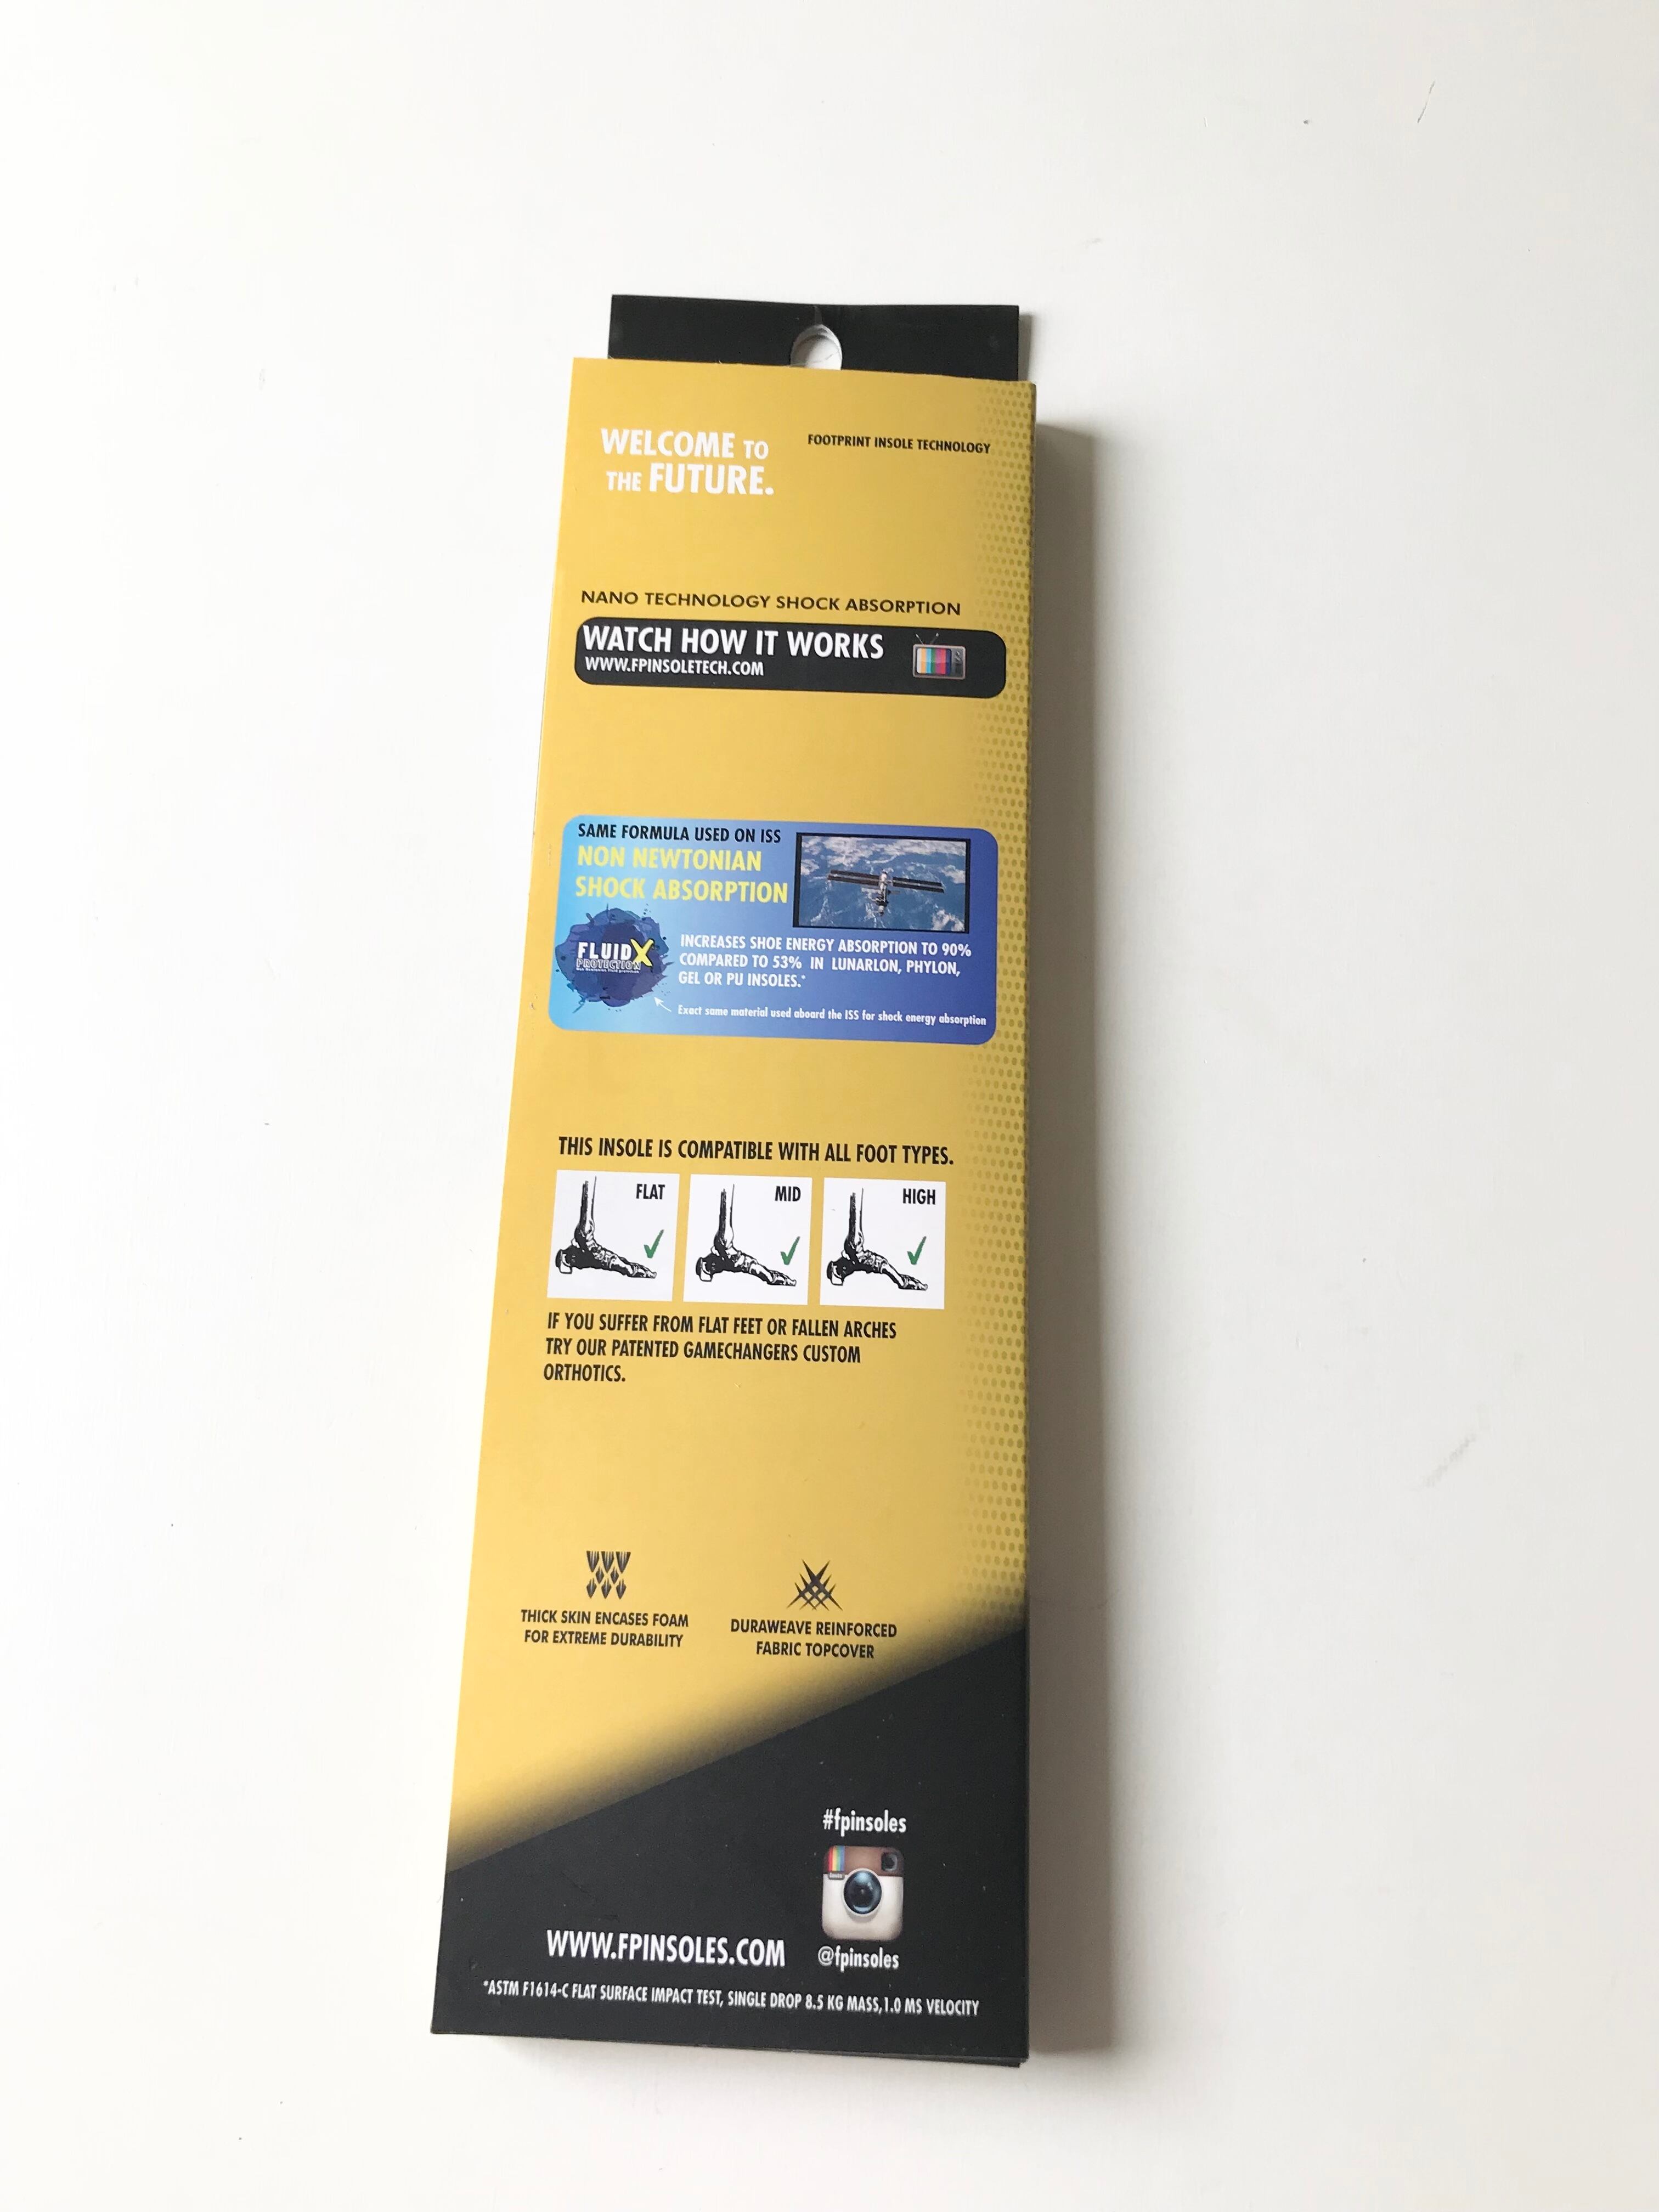 WELCOME TO
THE FUTURE.
FOOTPRINT INSOLE TECHNOLOGY
NANO TECHNOLOGY SHOCK ABSORPTION
WATCH HOW IT WORKS
WWW.FPINSOLETECH.COM
SAME FORMULA USED ON ISS
NON NEWTONIAN
SHOCK ABSORPTION
FLUIDX
PROTECTION
INCREASES SHOE ENERGY ABSORPTION TO 90%
COMPARED TO 53% IN LUNARLON, PHYLON,
GEL OR PU INSOLES.*
Exact same material used aboard the ISS for shock energy absorption
THIS INSOLE IS COMPATIBLE WITH ALL FOOT TYPES.
FLAT
MID
HIGH
IF YOU SUFFER FROM FLAT FEET OR FALLEN ARCHES
TRY OUR PATENTED GAMECHANGERS CUSTOM
ORTHOTICS.
THICK SKIN ENCASES FOAM
FOR EXTREME DURABILITY
DURAWEAVE REINFORCED
FABRIC TOPCOVER
#fpinsoles
WWW.FPINSOLES.COM
@fpinsoles
*ASTM F1614-C FLAT SURFACE IMPACT TEST, SINGLE DROP 8.5 KG MASS,1.0 MS VELOCITY